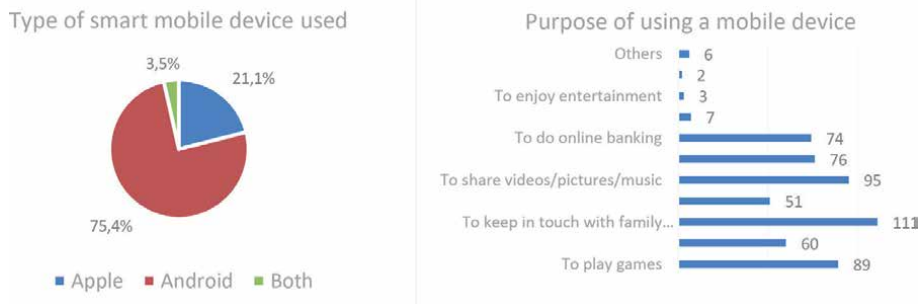 Type of smart mobile device used
3,5%
21,1%
75,4%
Apple Android Both
Purpose of using a mobile device
Others 6
2
To enjoy entertainment 3
7
To do online banking 74
76
To share videos/pictures/music 95
51
To keep in touch with family... 111
60
To play games 89